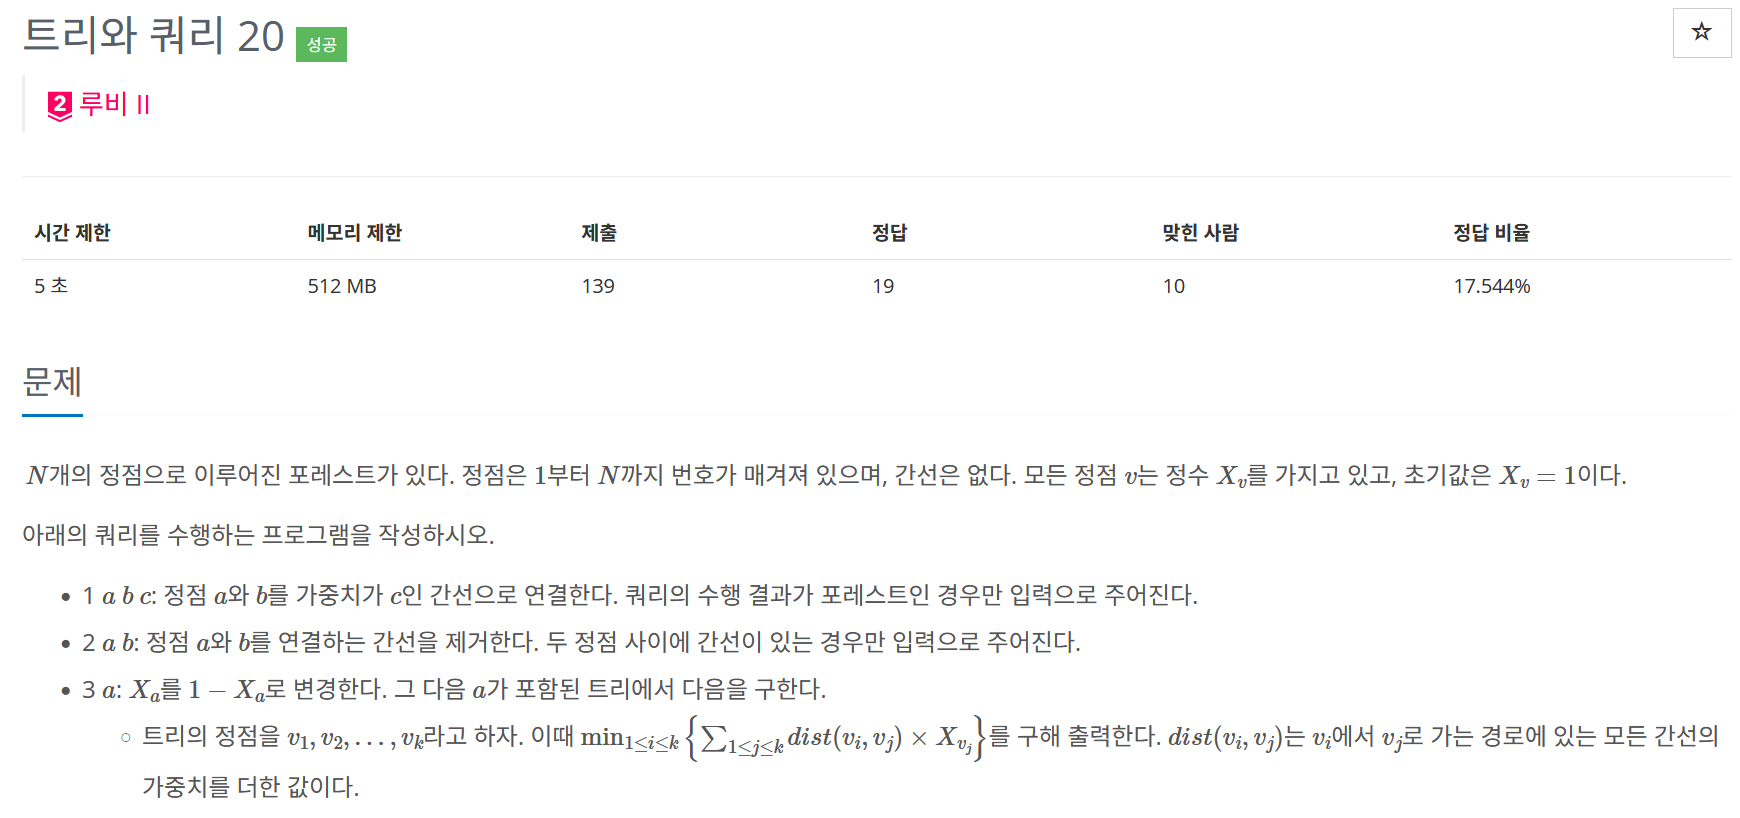 트리와 쿼리 20 성공
2 루비 II
시간 제한 메모리 제한 제출 정답 맞힌 사람 정답 비율
5 초 512 MB 139 19 10 17.544%
문제
N개의 정점으로 이루어진 포레스트가 있다. 정점은 1부터 N까지 번호가 매겨져 있으며, 간선은 없다. 모든 정점 v는 정수 X_v를 가지고 있고, 초기값은 X_v = 1이다.
아래의 쿼리를 수행하는 프로그램을 작성하시오.
• 1 a b c: 정점 a와 b를 가중치가 c인 간선으로 연결한다. 쿼리의 수행 결과가 포레스트인 경우만 입력으로 주어진다.
• 2 a b: 정점 a와 b를 연결하는 간선을 제거한다. 두 정점 사이에 간선이 있는 경우만 입력으로 주어진다.
• 3 a: X_a를 1 − X_a로 변경한다. 그 다음 a가 포함된 트리에서 다음을 구한다.
◦ 트리의 정점을 v_1, v_2, ..., v_k라고 하자. 이때 min_{1≤i≤k} {∑_{1≤j≤k} dist(v_i, v_j) × X_{v_j}}를 구해 출력한다. dist(v_i, v_j)는 v_i에서 v_j로 가는 경로에 있는 모든 간선의
가중치를 더한 값이다.